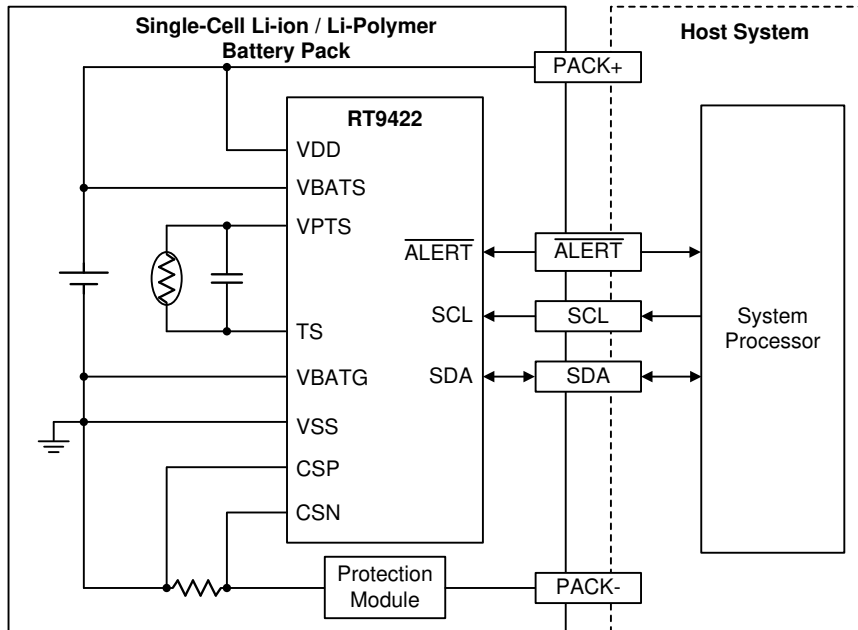 Single-Cell Li-ion / Li-Polymer
Battery Pack
Host System
PACK+
RT9422
VDD
VBATS
VPTS
ALERT
ALERT
SCL
SCL
System
Processor
TS
VBATG
SDA
SDA
VSS
CSP
CSN
Protection
Module
PACK-